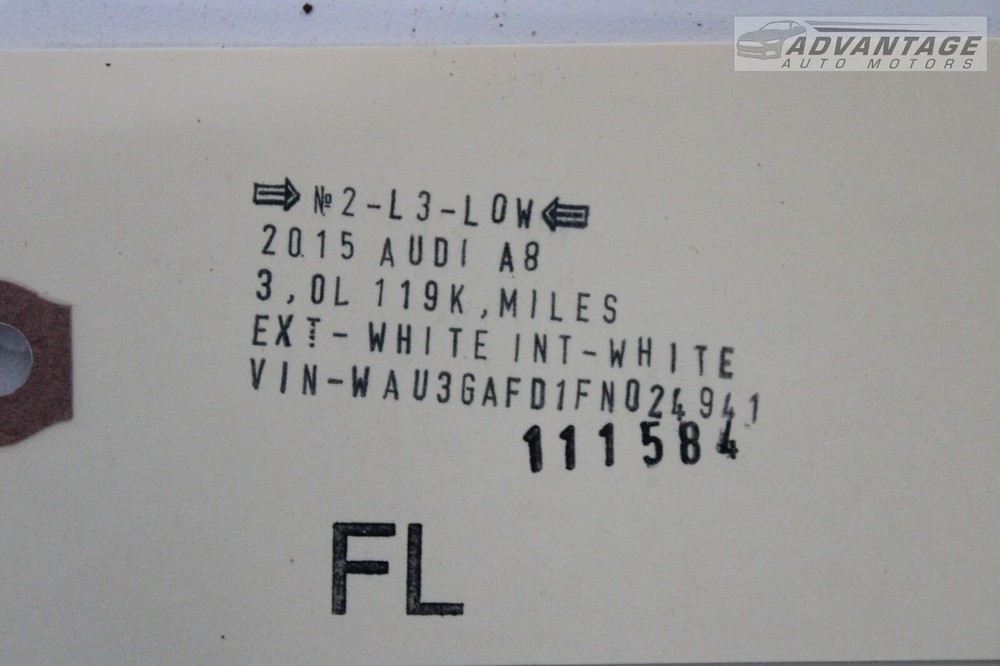 ADVANTAGE
AUTO MOTORS
⇒ №2-L3-LOW ⇐
2015 AUDI A8
3,0L 119K,MILES
EXT-WHITE INT-WHITE
VIN-WAU3GAFD1FN024941
111584
FL